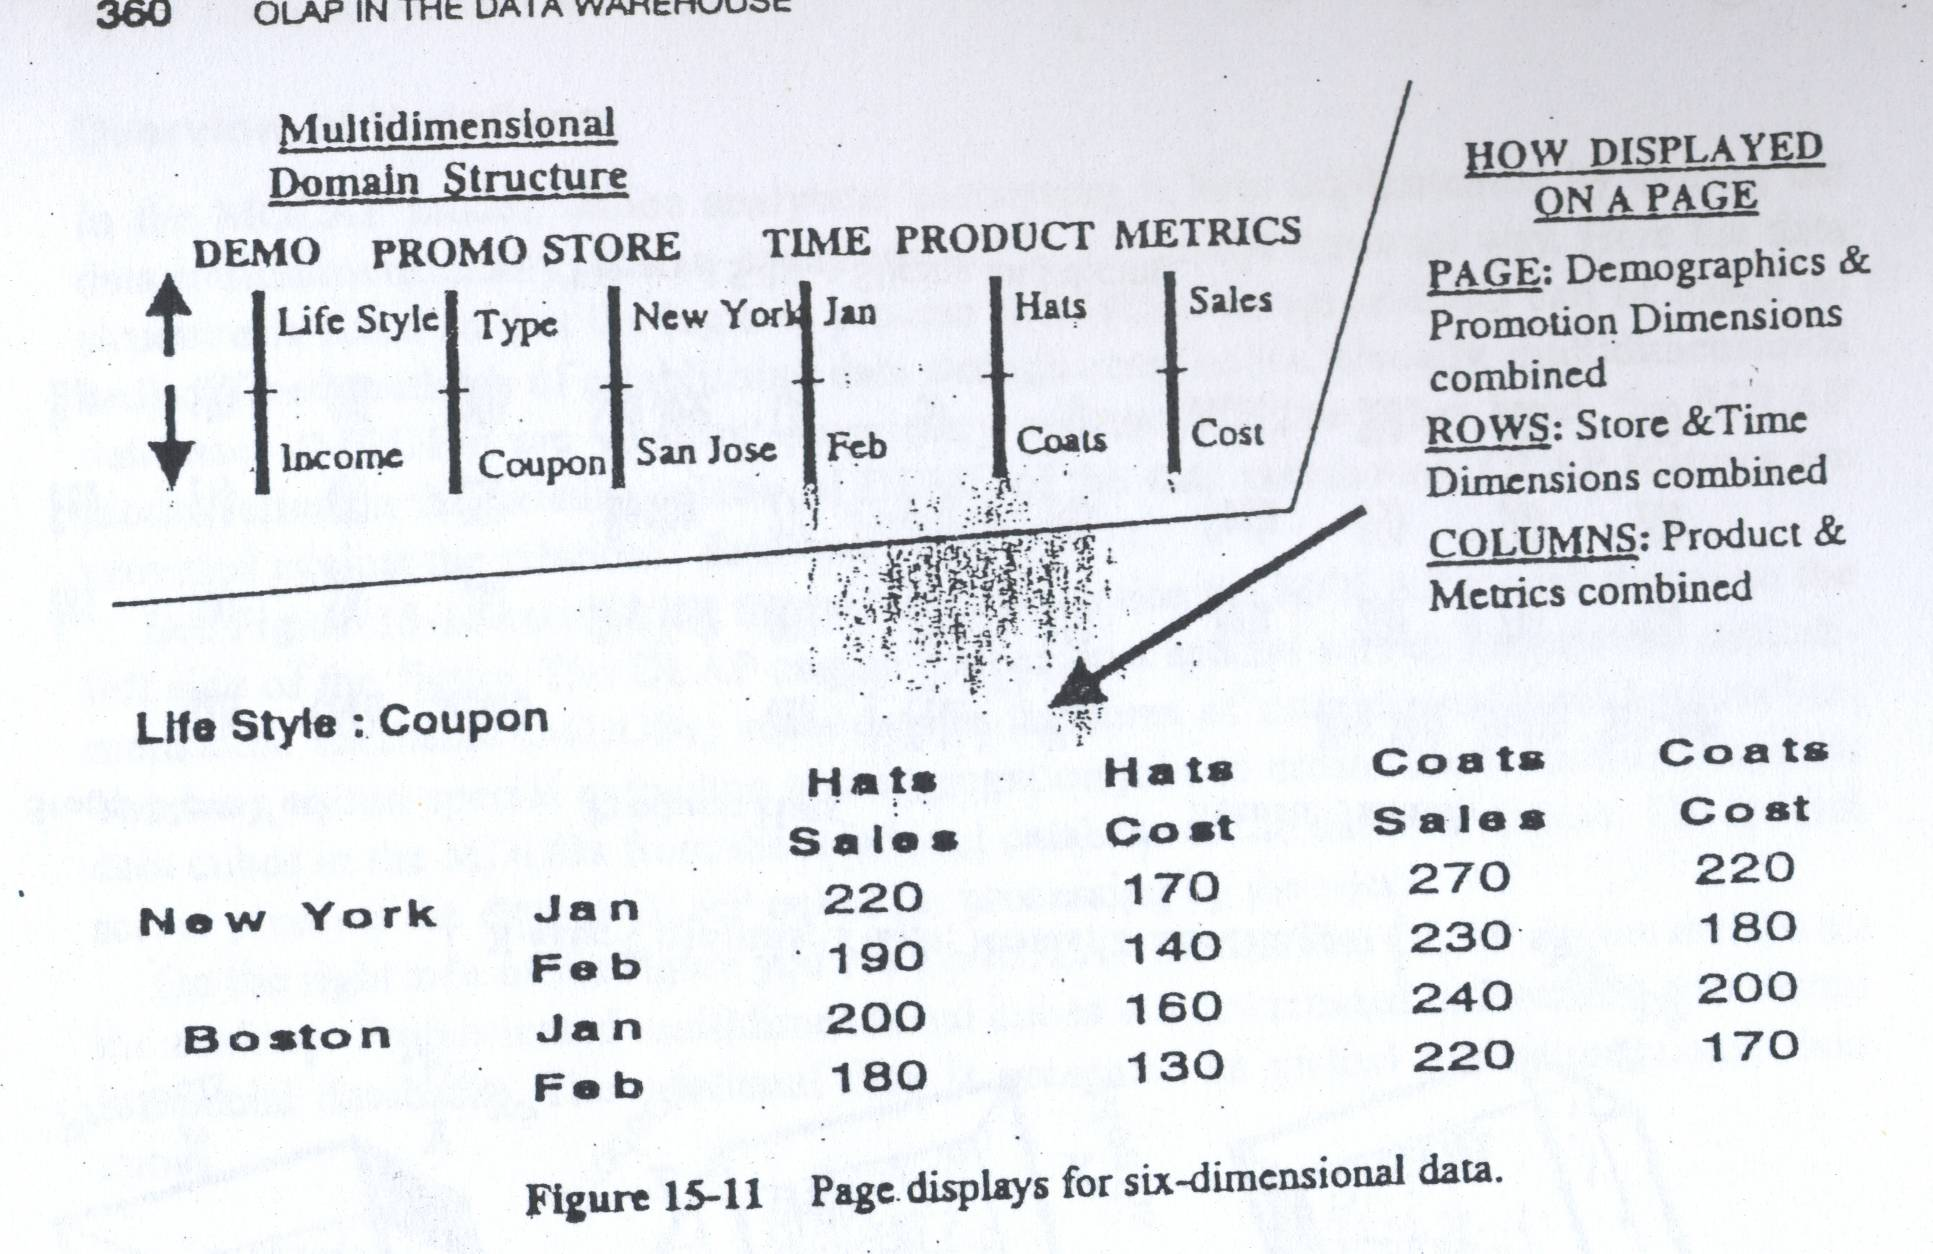 360 OLAP IN THE DATA WAREHOUSE
Multidimensional
Domain Structure
DEMO PROMO STORE TIME PRODUCT METRICS
Life Style Type New York Jan Hats Sales
Income Coupon San Jose Feb Coats Cost
HOW DISPLAYED
ON A PAGE
PAGE: Demographics &
Promotion Dimensions
combined
ROWS: Store & Time
Dimensions combined
COLUMNS: Product &
Metrics combined
Life Style : Coupon
Hats Hats Coats Coats
Sales Cost Sales Cost
New York Jan 220 170 270 220
Feb 190 140 230 180
Boston Jan 200 160 240 200
Feb 180 130 220 170
Figure 15-11 Page displays for six-dimensional data.